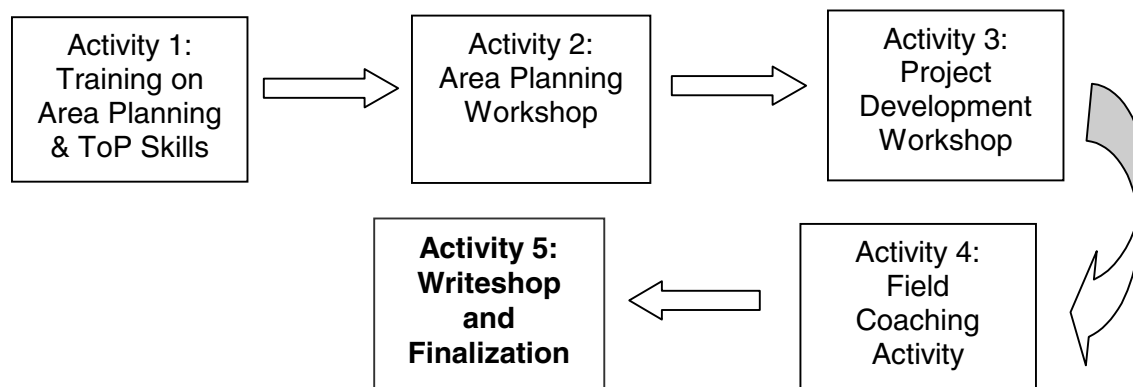 Activity 1:
Training on
Area Planning
& ToP Skills
Activity 2:
Area Planning
Workshop
Activity 3:
Project
Development
Workshop
Activity 4:
Field
Coaching
Activity
Activity 5:
Writeshop
and
Finalization